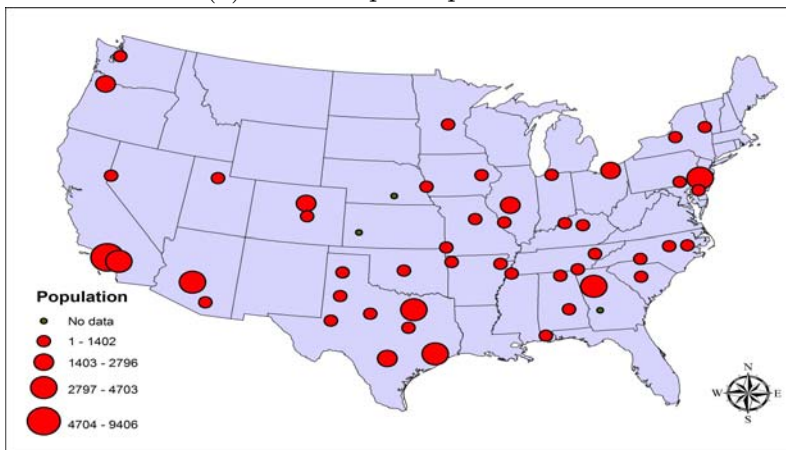 Population
No data
1 - 1402
1403 - 2796
2797 - 4703
4704 - 9406
N
W E
S